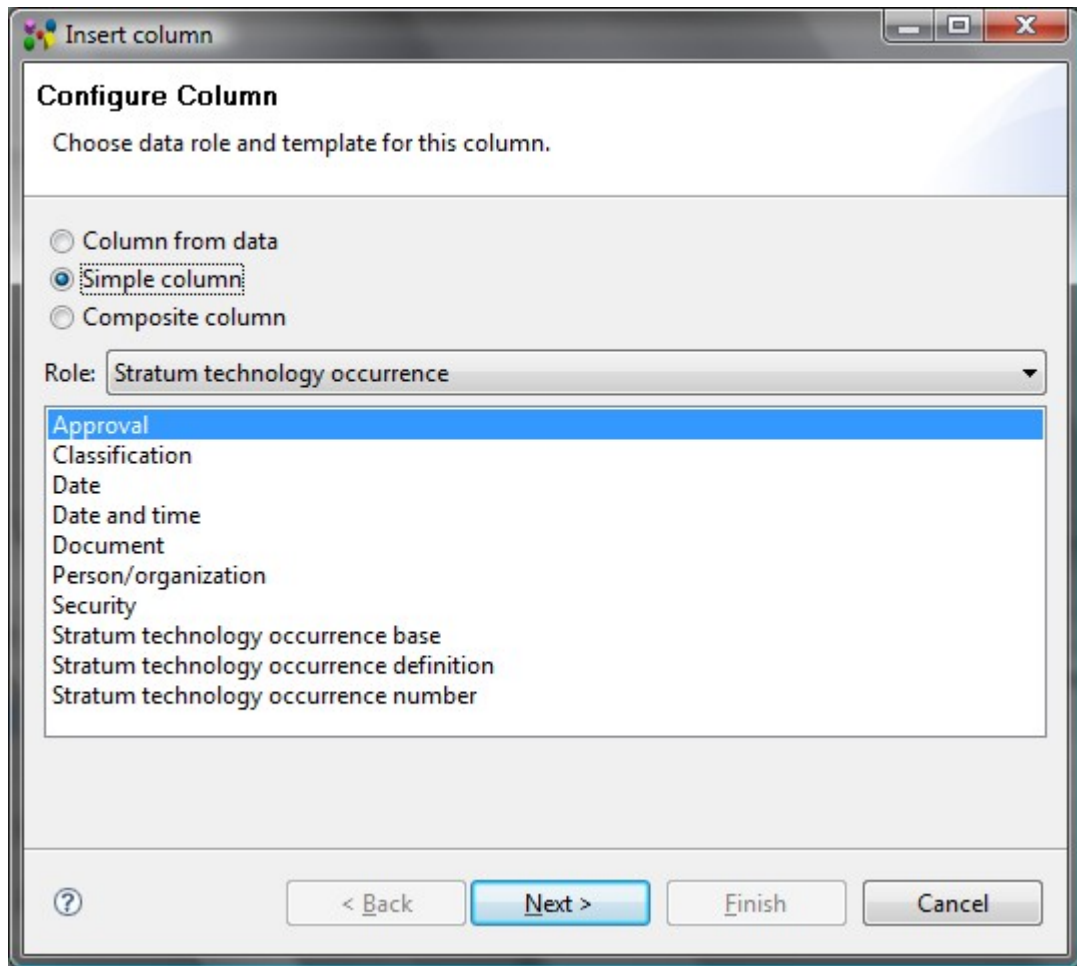 Insert column
Configure Column
Choose data role and template for this column.
Column from data
Simple column
Composite column
Role: Stratum technology occurrence
Approval
Classification
Date
Date and time
Document
Person/organization
Security
Stratum technology occurrence base
Stratum technology occurrence definition
Stratum technology occurrence number
? < Back Next > Finish Cancel